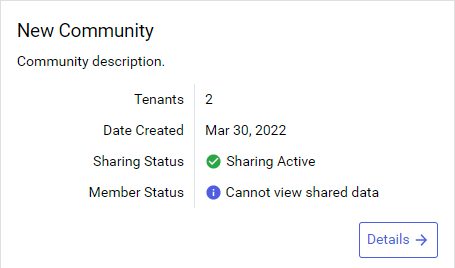 New Community
Community description.
Tenants 2
Date Created Mar 30, 2022
Sharing Status Sharing Active
Member Status Cannot view shared data
Details